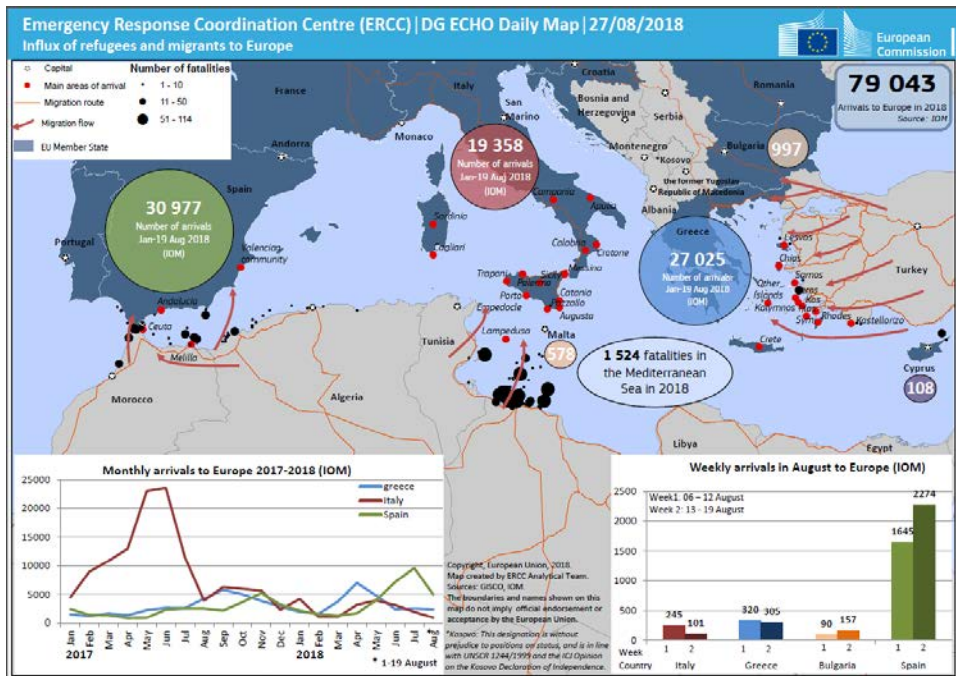 Emergency Response Coordination Centre (ERCC) | DG ECHO Daily Map | 27/08/2018
Influx of refugees and migrants to Europe
European
Commission
Capital
Main areas of arrival
Migration route
Migration flow
EU Member State
Number of fatalities
1 - 10
11 - 50
51 - 114
79 043
Arrivals to Europe in 2018
Source: IOM
France
Italy
San
Marino
Monaco
Andorra
Croatia
Bosnia and
Herzegovina
Serbia
Romania
Montenegro
*Kosovo
Bulgaria
997
the former Yugoslav
Republic of Macedonia
Albania
Spain
Portugal
30 977
Number of arrivals
Jan-19 Aug 2018
(IOM)
19 358
Number of arrivals
Jan-19 Aug 2018
(IOM)
Greece
27 025
Number of arrivals
Jan-19 Aug 2018
(IOM)
Sardinia
Cagliari
Campania
Apulia
Calabria
Crotone
Valencian
community
Andalucia
Ceuta
Melilla
Trapani
Palermo
Sicily
Messina
Porto
Empedocle
Catania
Pozzallo
Augusta
Lampedusa
Malta
578
Lesvos
Chios
Samos
Other
Islands
Kos
Kalymnos
Symi
Rhodes
Kastellorizo
Crete
Turkey
Cyprus
108
1 524 fatalities in
the Mediterranean
Sea in 2018
Tunisia
Morocco
Algeria
Libya
Egypt
Monthly arrivals to Europe 2017-2018 (IOM)
greece
Italy
Spain
25000
20000
15000
10000
5000
0
Jan
Feb
Mar
Apr
May
Jun
Jul
Aug
Sep
Oct
Nov
Dec
Jan
Feb
Mar
Apr
May
Jun
Jul
Aug
2017
2018
* 1-19 August
Copyright, European Union, 2018.
Map created by ERCC Analytical Team.
Sources: GISCO, IOM.
The boundaries and names shown on this
map do not imply official endorsement or
acceptance by the European Union.
*Kosovo: This designation is without
prejudice to positions on status, and is in line
with UNSCR 1244/1999 and the ICJ Opinion
on the Kosovo Declaration of Independence.
Weekly arrivals in August to Europe (IOM)
Week1: 06 – 12 August
Week 2: 13 - 19 August
2500
2000
1500
1000
500
0
245
101
320
305
90
157
1645
2274
Week 1 2 1 2 1 2 1 2
Country Italy Greece Bulgaria Spain